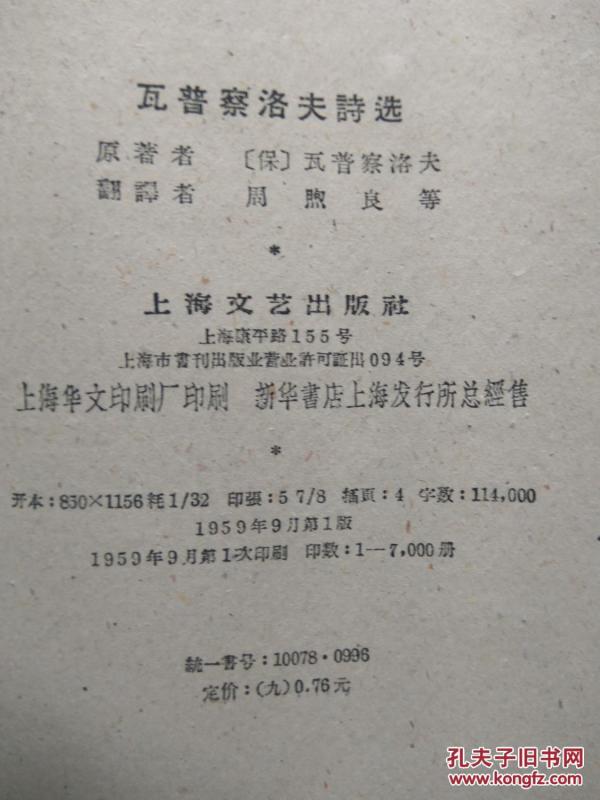 瓦普察洛夫詩选
原著者 〔保〕瓦普察洛夫
翻譯者 周煦良等
*
上海文艺出版社
上海康平路155号
上海市書刊出版业营业許可証出094号
上海华文印刷厂印刷 新华書店上海发行所总經售
*
开本:850×1156耗1/32 印張:5 7/8 插頁:4 字数:114,000
1959年9月第1版
1959年9月第1次印刷 印数:1—7,000册
統一書号:10078·0996
定价:(九)0.76元
孔夫子旧书网
www.kongfz.com